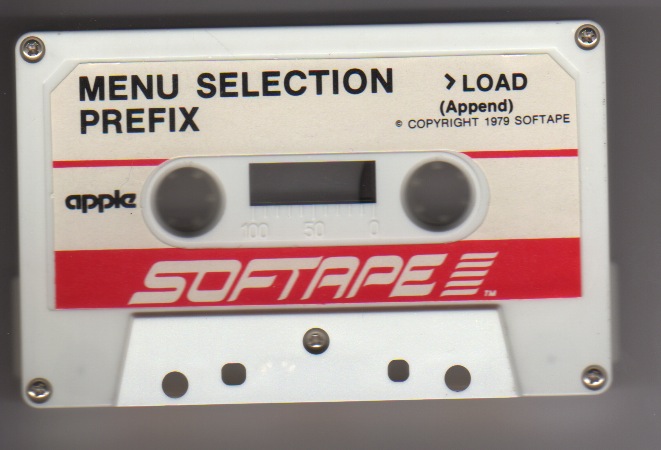 MENU SELECTION
PREFIX
>LOAD
(Append)
© COPYRIGHT 1979 SOFTAPE
apple
100 50 0
SOFTAPE TM